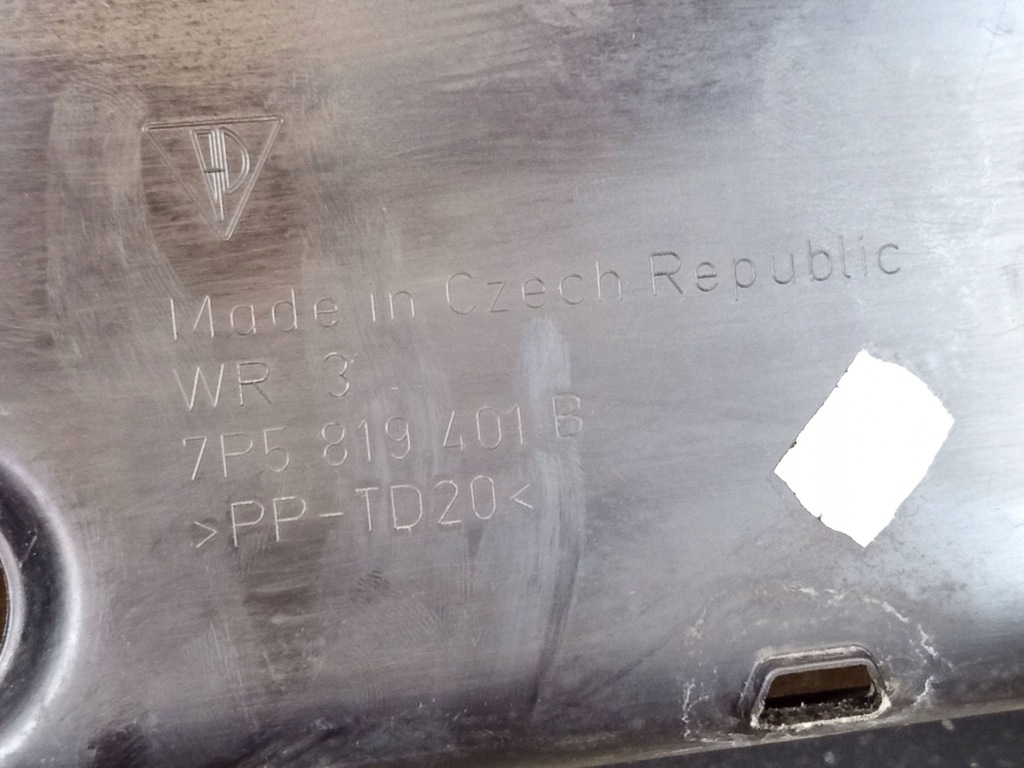 Made in Czech Republic
WR 3
7P5 819 401 B
>PP-TD20<